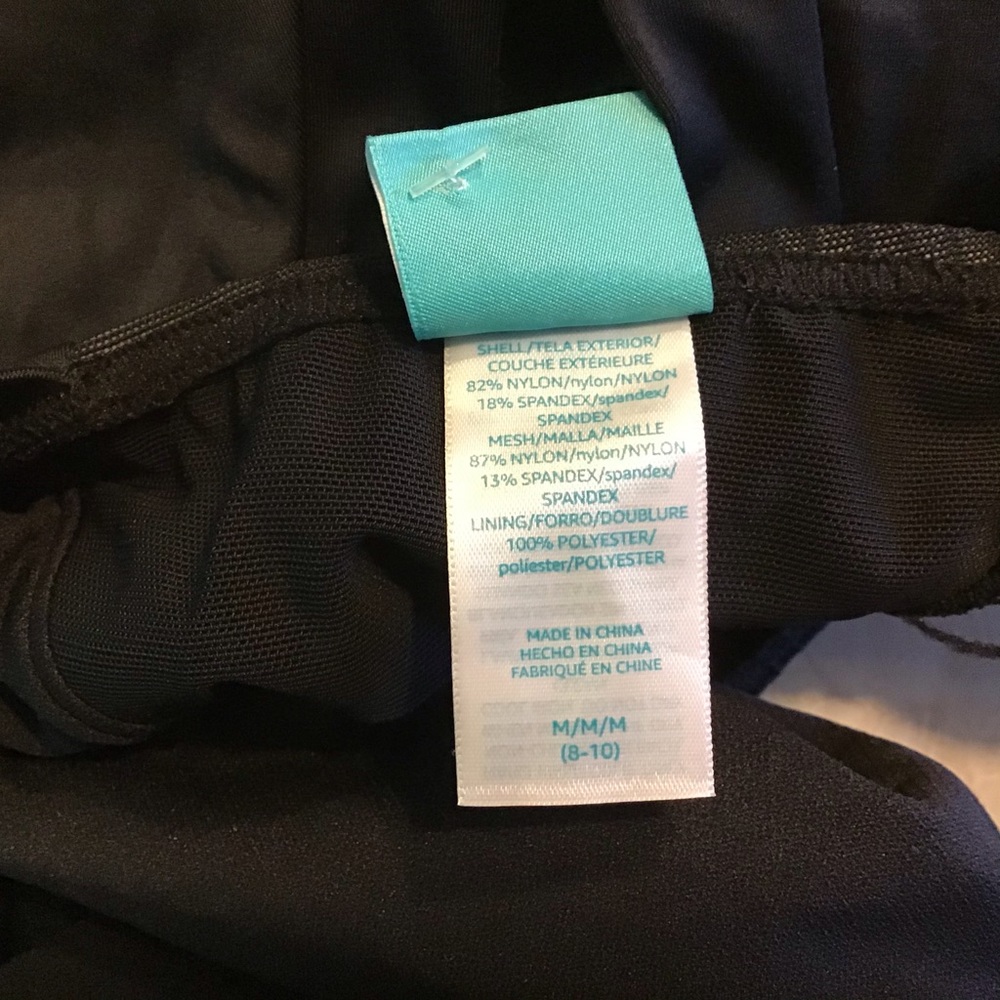 SHELL/TELA EXTERIOR/
COUCHE EXTÉRIEURE
82% NYLON/nylon/NYLON
18% SPANDEX/spandex/
SPANDEX
MESH/MALLA/MAILLE
87% NYLON/nylon/NYLON
13% SPANDEX/spandex/
SPANDEX
LINING/FORRO/DOUBLURE
100% POLYESTER/
poliester/POLYESTER
MADE IN CHINA
HECHO EN CHINA
FABRIQUÉ EN CHINE
M/M/M
(8-10)